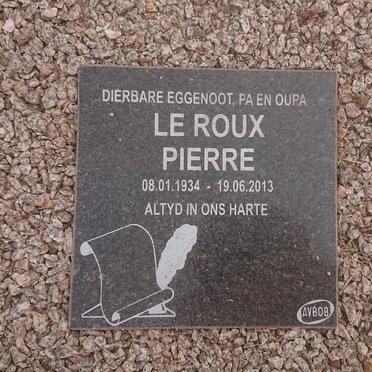 DIERBARE EGGENOOT, PA EN OUPA
LE ROUX
PIERRE
08.01.1934 - 19.06.2013
ALTYD IN ONS HARTE
AVBOB